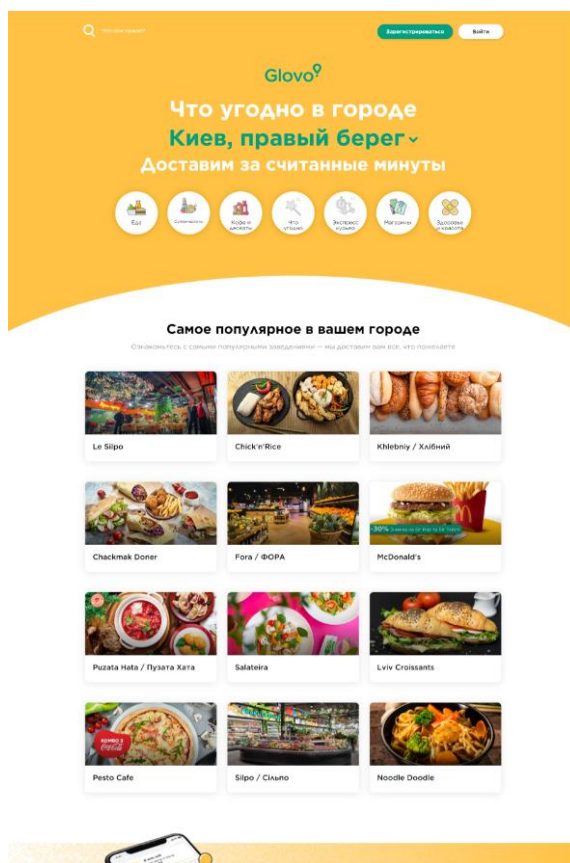 Зарегистрироваться
Войти
Glovo
Что угодно в городе
Киев, правый берег
Доставим за считанные минуты
Еда
Кофе и десерты
Что угодно
Экспресс курьер
Магазины
Здоровье и красота
Самое популярное в вашем городе
Ознакомьтесь с самыми популярными заведениями — мы доставим вам все, что пожелаете
Le Silpo
Chick'n'Rice
Khlebniy / Хлібний
Chackmak Doner
Fora / ФОРА
-30%
McDonald's
Puzata Hata / Пузата Хата
Salateira
Lviv Croissants
Pesto Cafe
Silpo / Сільпо
Noodle Doodle